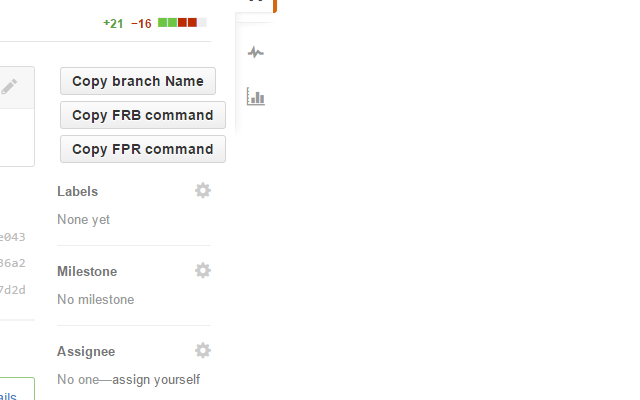 +21 −16
Copy branch Name
Copy FRB command
Copy FPR command
Labels
None yet
e043
36a2
7d2d
Milestone
No milestone
Assignee
No one—assign yourself
ails